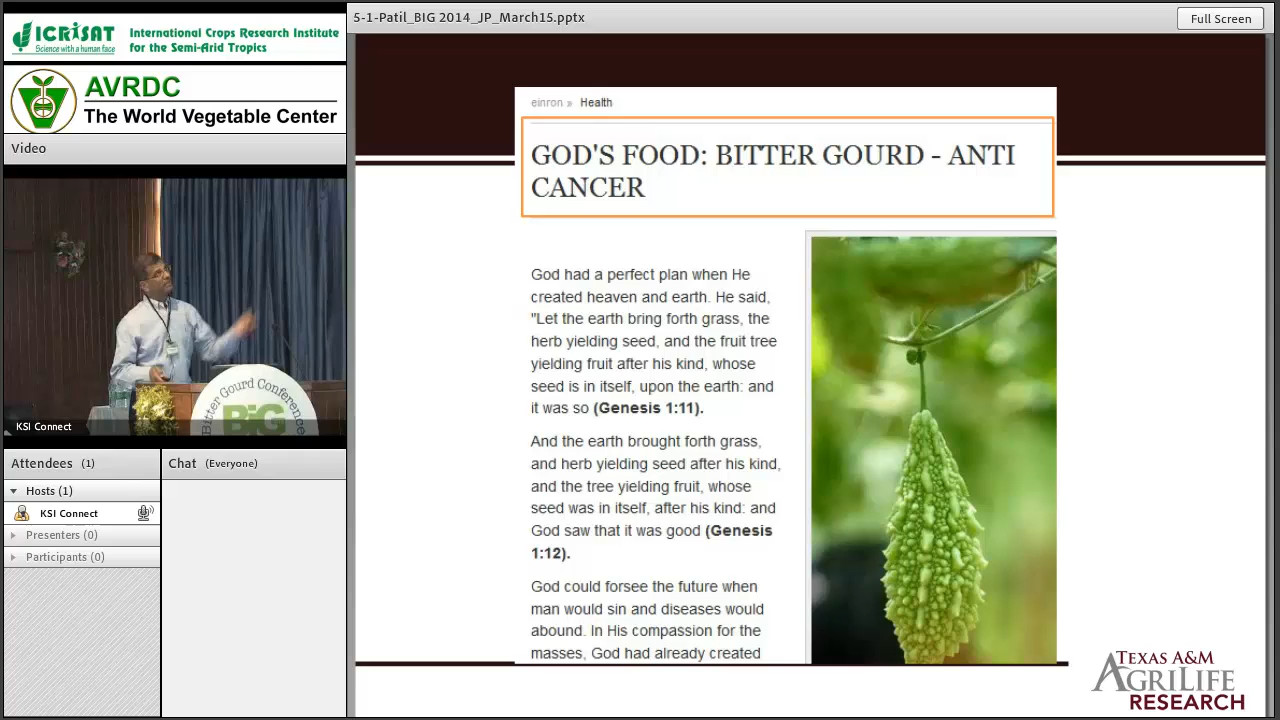 5-1-Patil_BIG 2014_JP_March15.pptx
Full Screen
ICRISAT
Science with a human face
International Crops Research Institute
for the Semi-Arid Tropics
AVRDC
The World Vegetable Center
Video
Bitter Gourd Conference
BiG
KSI Connect
Attendees (1)
Hosts (1)
KSI Connect
Presenters (0)
Participants (0)
Chat (Everyone)
einron » Health
GOD'S FOOD: BITTER GOURD - ANTI
CANCER
God had a perfect plan when He
created heaven and earth. He said,
"Let the earth bring forth grass, the
herb yielding seed, and the fruit tree
yielding fruit after his kind, whose
seed is in itself, upon the earth: and
it was so (Genesis 1:11).
And the earth brought forth grass,
and herb yielding seed after his kind,
and the tree yielding fruit, whose
seed was in itself, after his kind: and
God saw that it was good (Genesis
1:12).
God could forsee the future when
man would sin and diseases would
abound. In His compassion for the
masses, God had already created
TEXAS A&M
AGRILIFE
RESEARCH